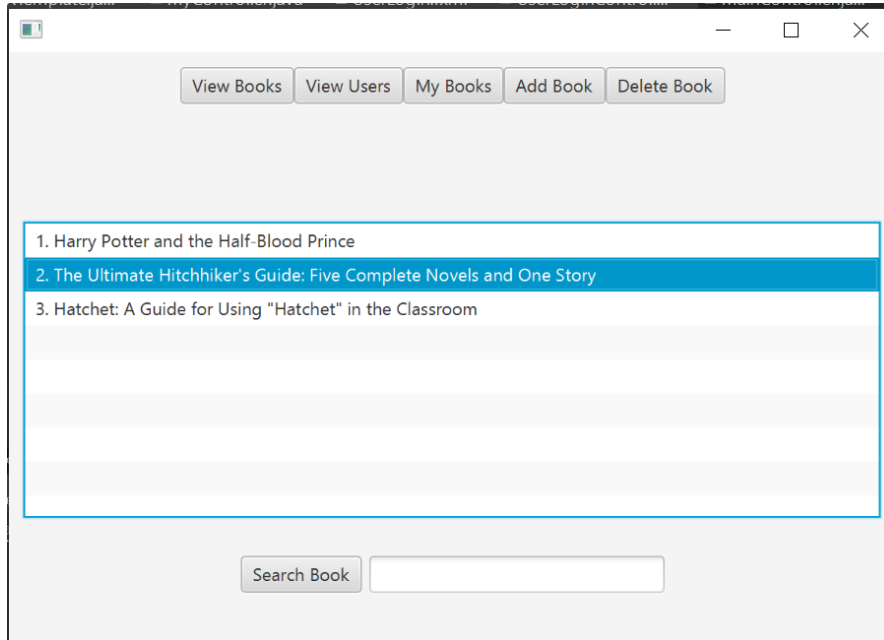 View Books View Users My Books Add Book Delete Book
1. Harry Potter and the Half-Blood Prince
2. The Ultimate Hitchhiker's Guide: Five Complete Novels and One Story
3. Hatchet: A Guide for Using "Hatchet" in the Classroom
Search Book